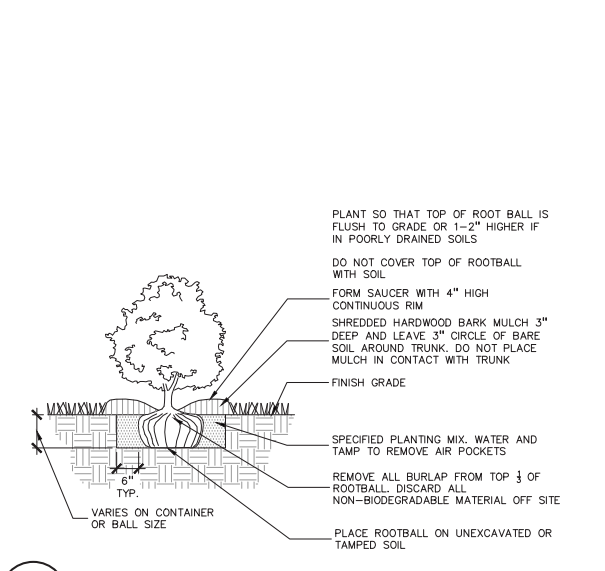 PLANT SO THAT TOP OF ROOT BALL IS
FLUSH TO GRADE OR 1-2" HIGHER IF
IN POORLY DRAINED SOILS
DO NOT COVER TOP OF ROOTBALL
WITH SOIL
FORM SAUCER WITH 4" HIGH
CONTINUOUS RIM
SHREDDED HARDWOOD BARK MULCH 3"
DEEP AND LEAVE 3" CIRCLE OF BARE
SOIL AROUND TRUNK. DO NOT PLACE
MULCH IN CONTACT WITH TRUNK
FINISH GRADE
SPECIFIED PLANTING MIX. WATER AND
TAMP TO REMOVE AIR POCKETS
REMOVE ALL BURLAP FROM TOP 1/3 OF
ROOTBALL. DISCARD ALL
NON-BIODEGRADABLE MATERIAL OFF SITE
6"
TYP.
VARIES ON CONTAINER
OR BALL SIZE
PLACE ROOTBALL ON UNEXCAVATED OR
TAMPED SOIL